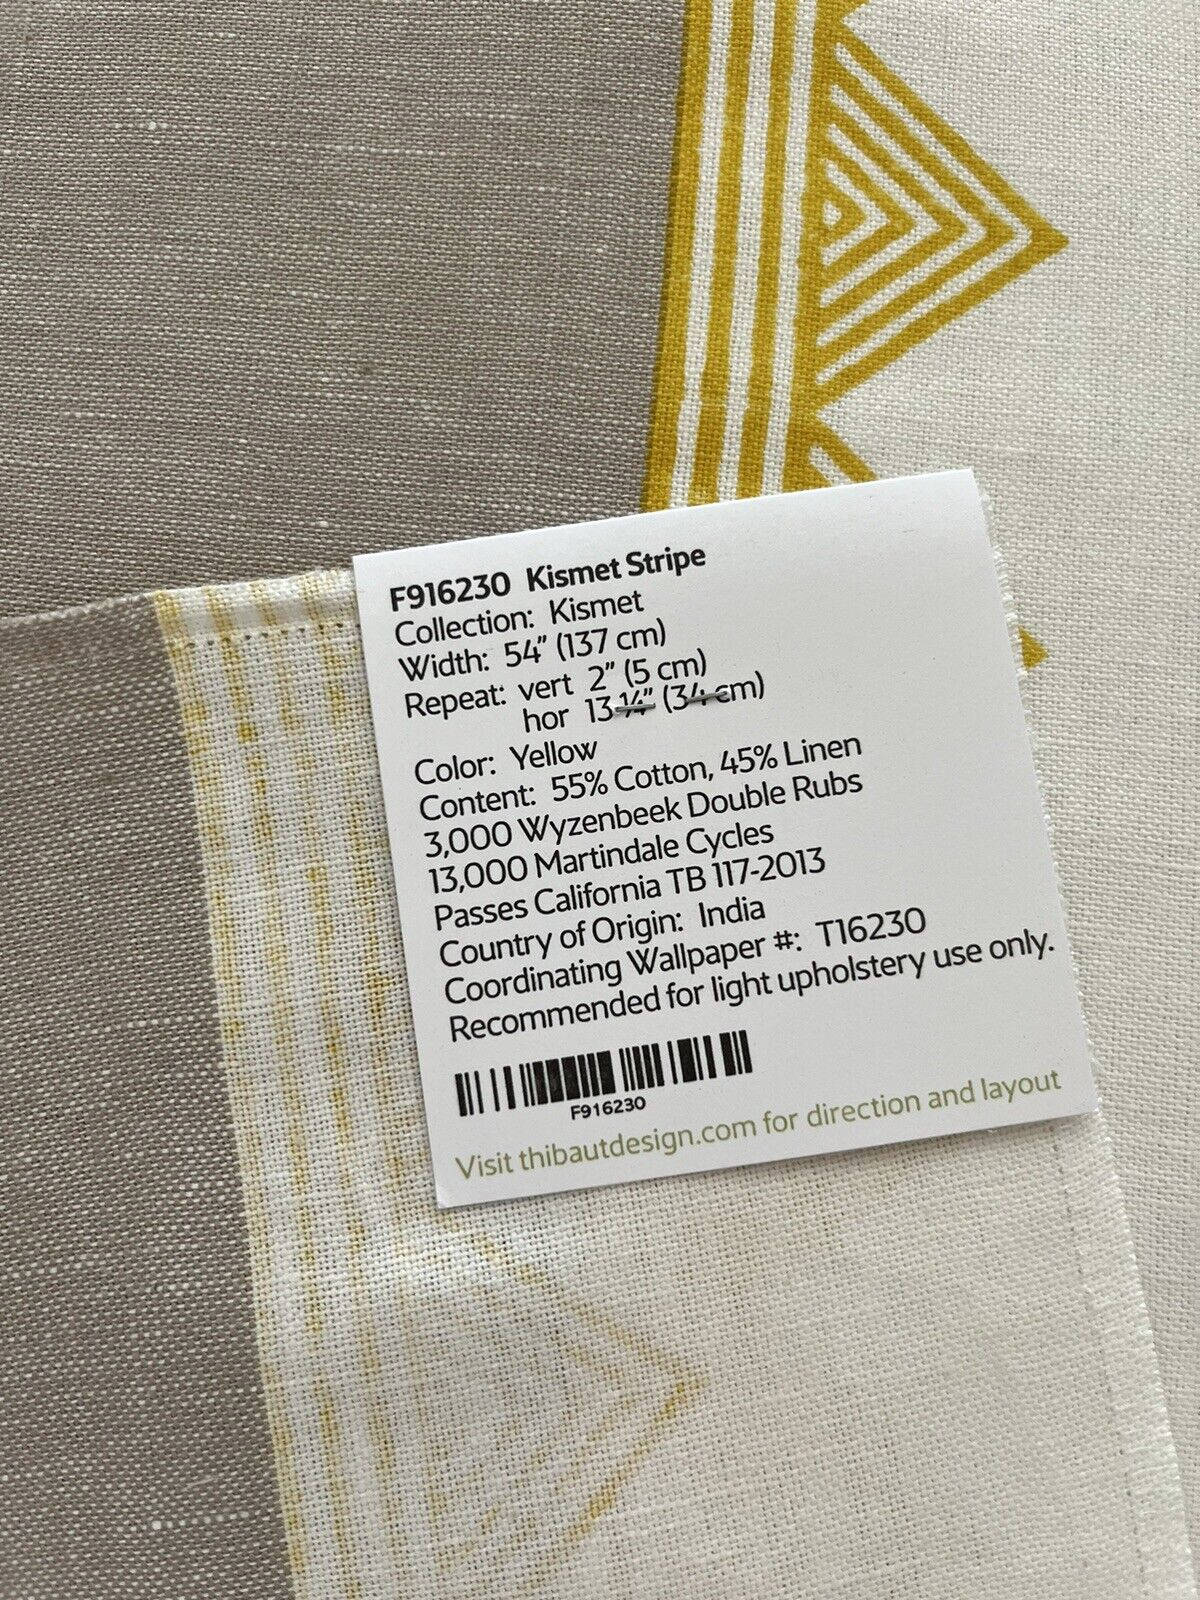 F916230 Kismet Stripe
Collection: Kismet
Width: 54" (137 cm)
Repeat: vert 2" (5 cm)
hor 13 ¼" (34 cm)
Color: Yellow
Content: 55% Cotton, 45% Linen
3,000 Wyzenbeek Double Rubs
13,000 Martindale Cycles
Passes California TB 117-2013
Country of Origin: India
Coordinating Wallpaper #: T16230
Recommended for light upholstery use only.
F916230
Visit thibautdesign.com for direction and layout